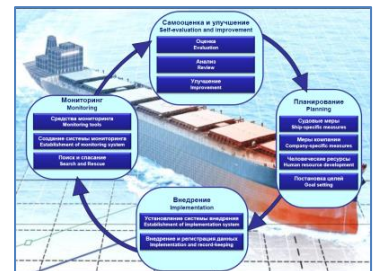 Самооценка и улучшение
Self-evaluation and improvement
Оценка
Evaluation
Анализ
Review
Улучшение
Improvement
Мониторинг
Monitoring
Средства мониторинга
Monitoring tools
Создание системы мониторинга
Establishment of monitoring system
Поиск и спасание
Search and Rescue
Планирование
Planning
Судовые меры
Ship-specific measures
Меры компании
Company-specific measures
Человеческие ресурсы
Human resource development
Постановка целей
Goal setting
Внедрение
Implementation
Установление системы внедрения
Establishment of implementation system
Внедрение и регистрация данных
Implementation and record-keeping